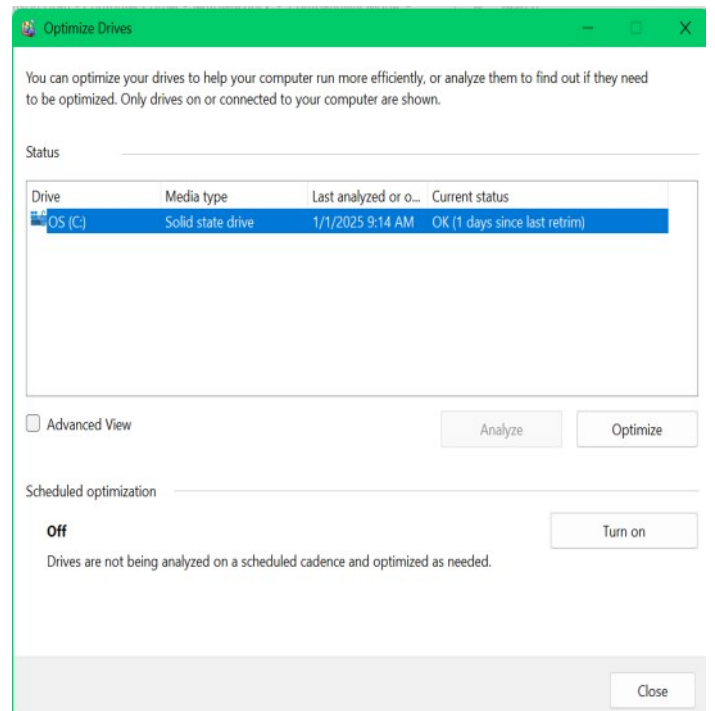 Optimize Drives
You can optimize your drives to help your computer run more efficiently, or analyze them to find out if they need
to be optimized. Only drives on or connected to your computer are shown.
Status
Drive Media type Last analyzed or o... Current status
OS (C:) Solid state drive 1/1/2025 9:14 AM OK (1 days since last retrim)
Advanced View
Analyze Optimize
Scheduled optimization
Off Turn on
Drives are not being analyzed on a scheduled cadence and optimized as needed.
Close